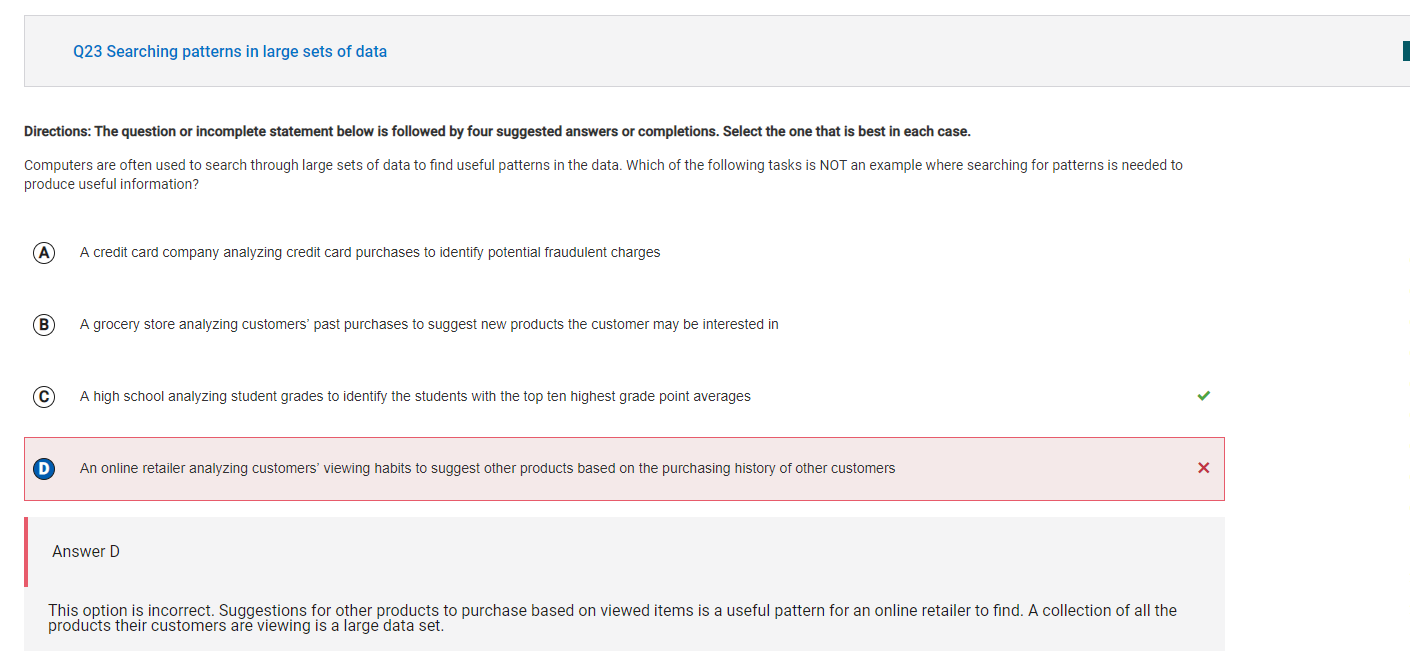 Q23 Searching patterns in large sets of data
Directions: The question or incomplete statement below is followed by four suggested answers or completions. Select the one that is best in each case.
Computers are often used to search through large sets of data to find useful patterns in the data. Which of the following tasks is NOT an example where searching for patterns is needed to
produce useful information?
A A credit card company analyzing credit card purchases to identify potential fraudulent charges
B A grocery store analyzing customers' past purchases to suggest new products the customer may be interested in
C A high school analyzing student grades to identify the students with the top ten highest grade point averages
D An online retailer analyzing customers' viewing habits to suggest other products based on the purchasing history of other customers
Answer D
This option is incorrect. Suggestions for other products to purchase based on viewed items is a useful pattern for an online retailer to find. A collection of all the
products their customers are viewing is a large data set.